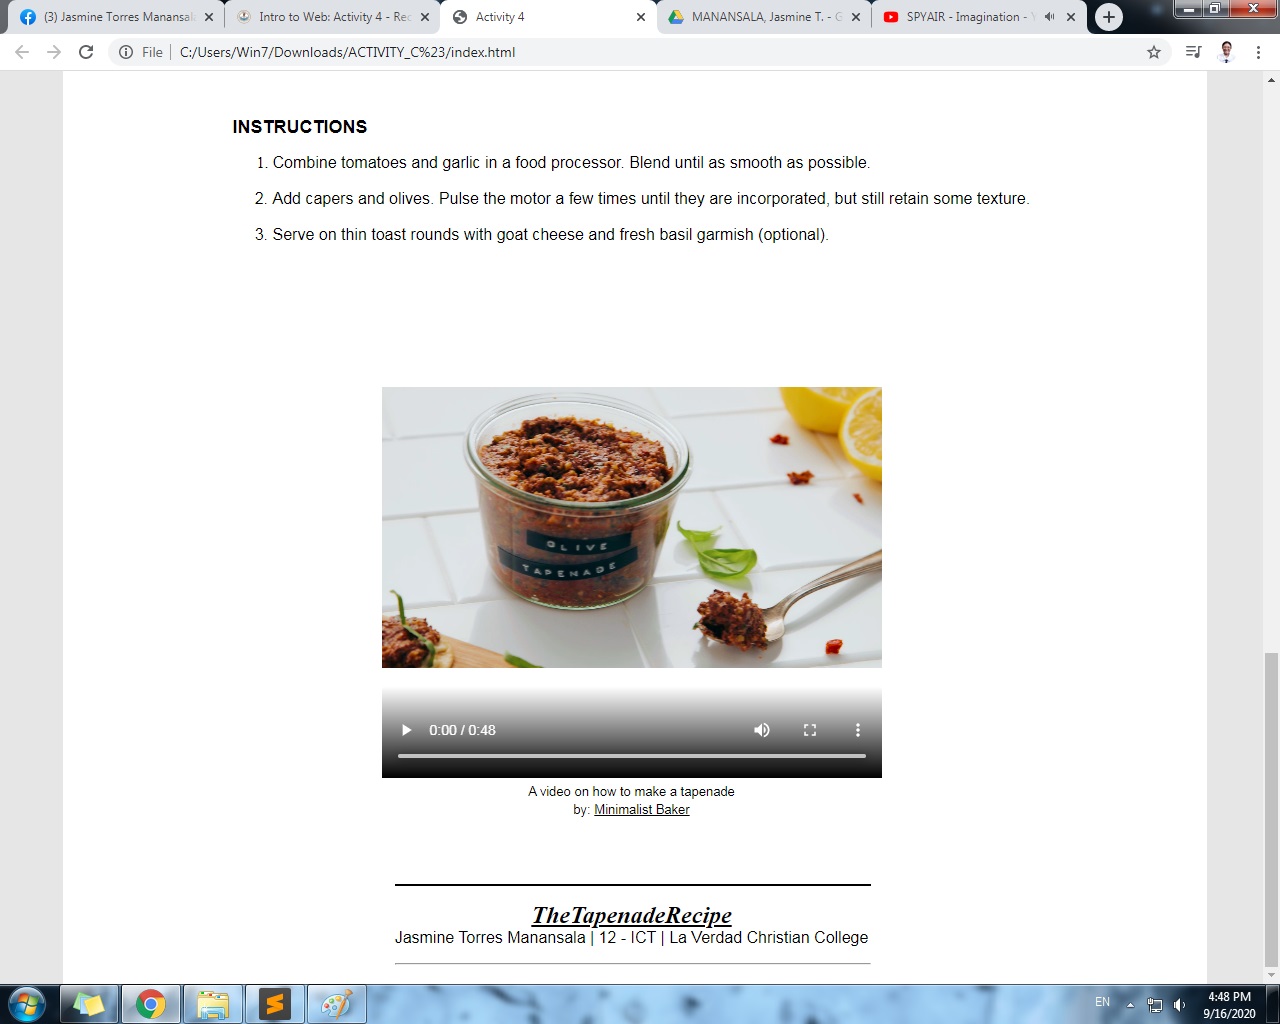 (3) Jasmine Torres Manansala
Intro to Web: Activity 4 - Rec
Activity 4
MANANSALA, Jasmine T. - G
SPYAIR - Imagination - Y
File
C:/Users/Win7/Downloads/ACTIVITY_C%23/index.html
INSTRUCTIONS
1. Combine tomatoes and garlic in a food processor. Blend until as smooth as possible.
2. Add capers and olives. Pulse the motor a few times until they are incorporated, but still retain some texture.
3. Serve on thin toast rounds with goat cheese and fresh basil garmish (optional).
OLIVE
TAPENADE
0:00 / 0:48
A video on how to make a tapenade
by: Minimalist Baker
TheTapenadeRecipe
Jasmine Torres Manansala | 12 - ICT | La Verdad Christian College
EN
4:48 PM
9/16/2020